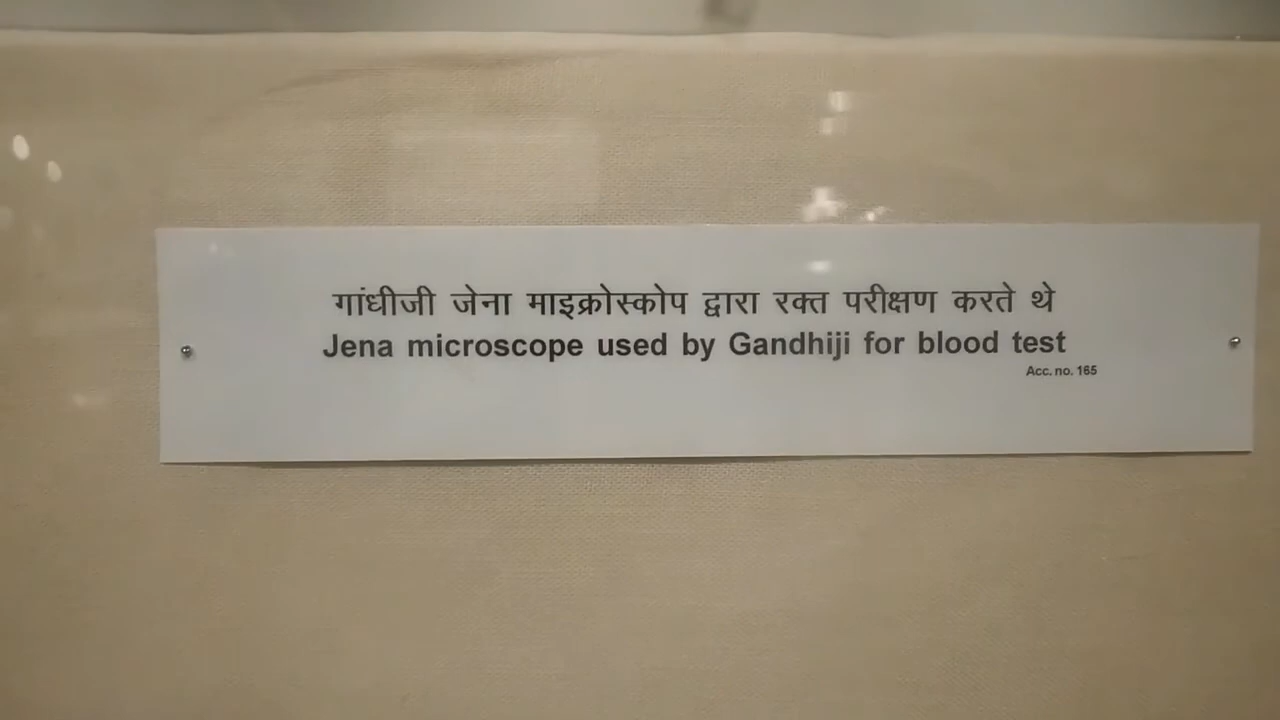 गांधीजी जेना माइक्रोस्कोप द्वारा रक्त परीक्षण करते थे
Jena microscope used by Gandhiji for blood test
Acc. no. 165